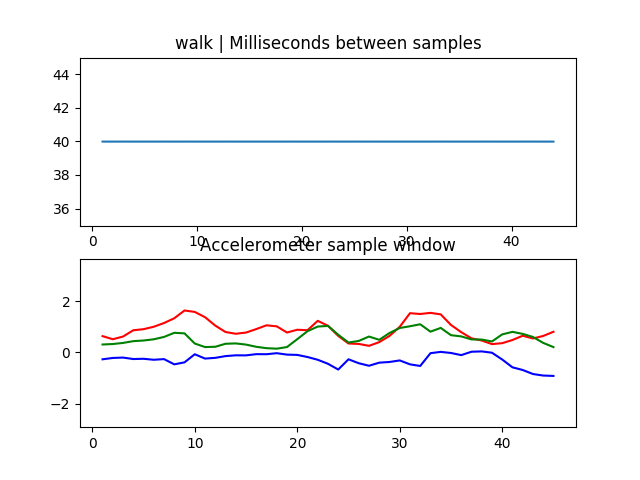 walk | Milliseconds between samples
44
42
40
38
36
0 10 20 30 40
Accelerometer sample window
2
0
−2
0 10 20 30 40